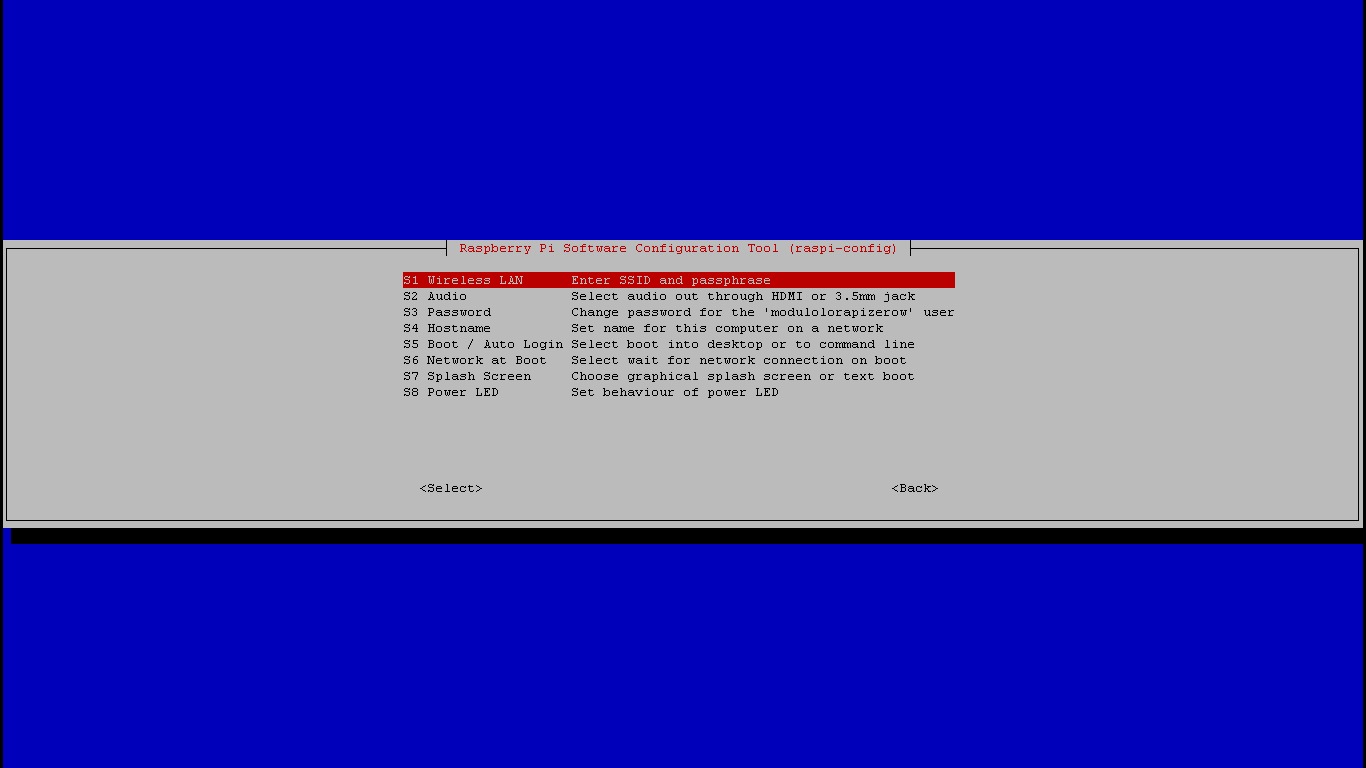 Raspberry Pi Software Configuration Tool (raspi-config)
S1 Wireless LAN Enter SSID and passphrase
S2 Audio Select audio out through HDMI or 3.5mm jack
S3 Password Change password for the 'modulolorapizerow' user
S4 Hostname Set name for this computer on a network
S5 Boot / Auto Login Select boot into desktop or to command line
S6 Network at Boot Select wait for network connection on boot
S7 Splash Screen Choose graphical splash screen or text boot
S8 Power LED Set behaviour of power LED
<Select> <Back>